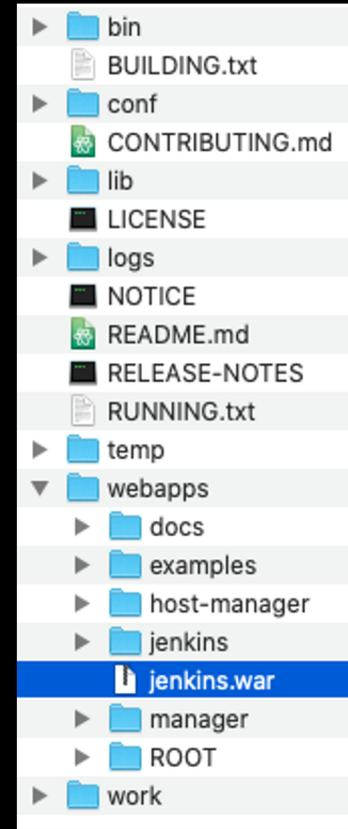 bin
BUILDING.txt
conf
CONTRIBUTING.md
lib
LICENSE
logs
NOTICE
README.md
RELEASE-NOTES
RUNNING.txt
temp
webapps
docs
examples
host-manager
jenkins
jenkins.war
manager
ROOT
work